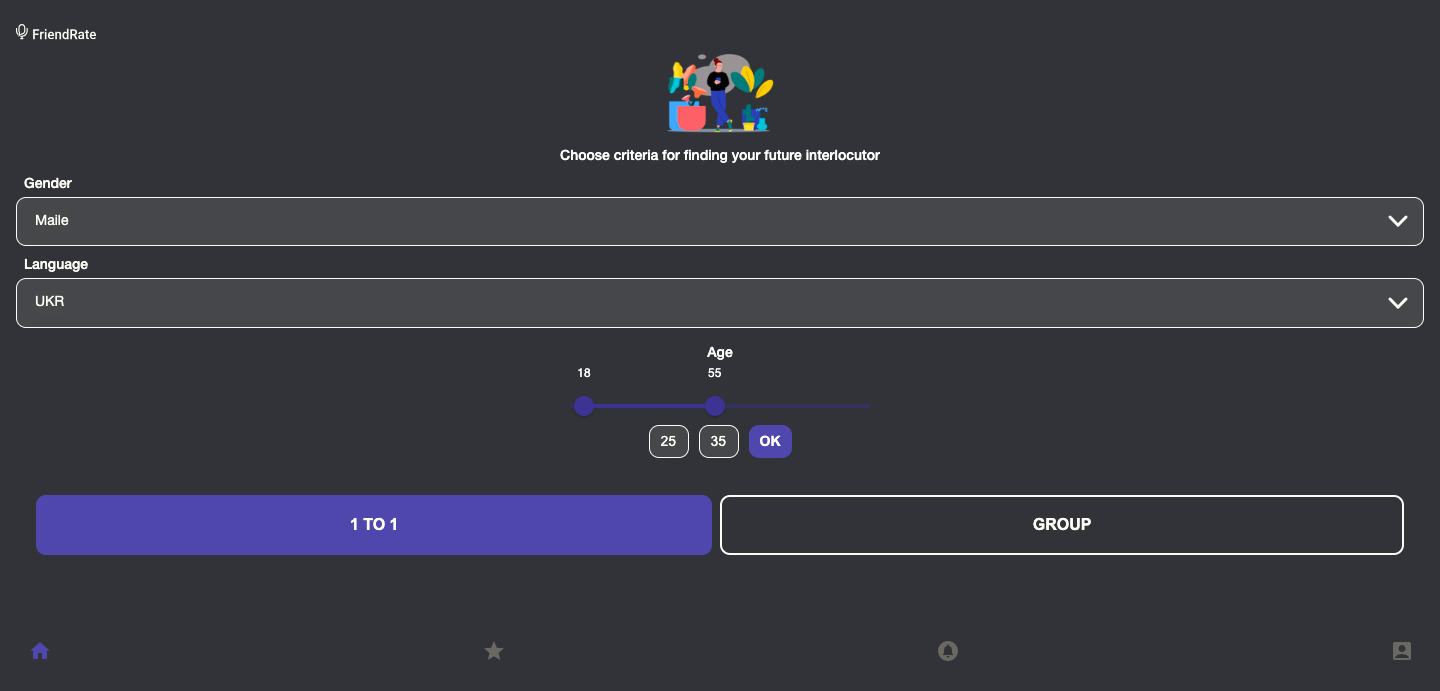 FriendRate
Choose criteria for finding your future interlocutor
Gender
Maile
Language
UKR
Age
18 55
25 35 OK
1 TO 1 GROUP